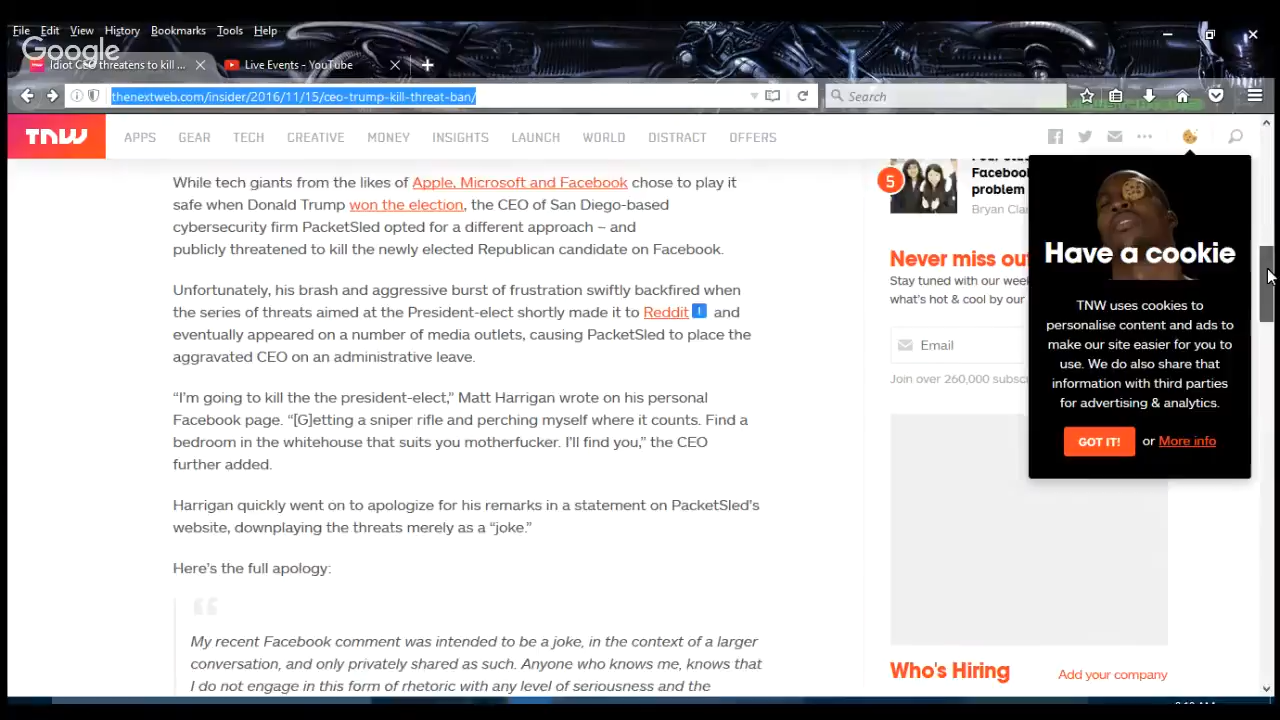 File Edit View History Bookmarks Tools Help
Google
Idiot CEO threatens to kill ...
Live Events - YouTube
thenextweb.com/insider/2016/11/15/ceo-trump-kill-threat-ban/
Search
TNW APPS GEAR TECH CREATIVE MONEY INSIGHTS LAUNCH WORLD DISTRACT OFFERS
While tech giants from the likes of Apple, Microsoft and Facebook chose to play it
safe when Donald Trump won the election, the CEO of San Diego-based
cybersecurity firm PacketSled opted for a different approach – and
publicly threatened to kill the newly elected Republican candidate on Facebook.
Unfortunately, his brash and aggressive burst of frustration swiftly backfired when
the series of threats aimed at the President-elect shortly made it to Reddit and
eventually appeared on a number of media outlets, causing PacketSled to place the
aggravated CEO on an administrative leave.
“I’m going to kill the the president-elect,” Matt Harrigan wrote on his personal
Facebook page. “[G]etting a sniper rifle and perching myself where it counts. Find a
bedroom in the whitehouse that suits you motherfucker. I’ll find you,” the CEO
further added.
Harrigan quickly went on to apologize for his remarks in a statement on PacketSled’s
website, downplaying the threats merely as a “joke.”
Here’s the full apology:
My recent Facebook comment was intended to be a joke, in the context of a larger
conversation, and only privately shared as such. Anyone who knows me, knows that
I do not engage in this form of rhetoric with any level of seriousness and the
5
Facebook
problem
Bryan
Never miss
Stay tuned with our
what’s hot & cool by our
Email
Join over 260,000
Have a cookie
TNW uses cookies to
personalise content and ads to
make our site easier for you to
use. We do also share that
information with third parties
for advertising & analytics.
GOT IT! or More info
Who's Hiring
Add your company